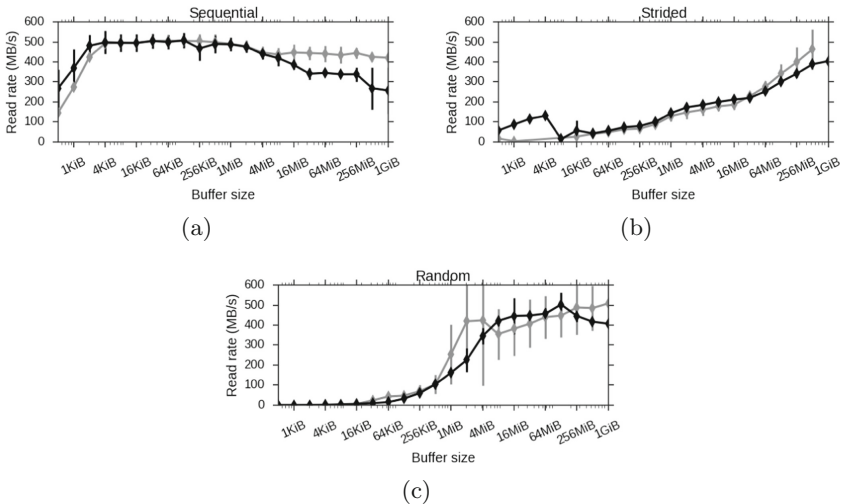 Sequential
600
500
400
300
200
100
0
Read rate (MB/s)
1KiB 4KiB 16KiB 64KiB 256KiB 1MiB 4MiB 16MiB 64MiB 256MiB 1GiB
Buffer size
(a)
Strided
600
500
400
300
200
100
0
Read rate (MB/s)
1KiB 4KiB 16KiB 64KiB 256KiB 1MiB 4MiB 16MiB 64MiB 256MiB 1GiB
Buffer size
(b)
Random
600
500
400
300
200
100
0
Read rate (MB/s)
1KiB 4KiB 16KiB 64KiB 256KiB 1MiB 4MiB 16MiB 64MiB 256MiB 1GiB
Buffer size
(c)